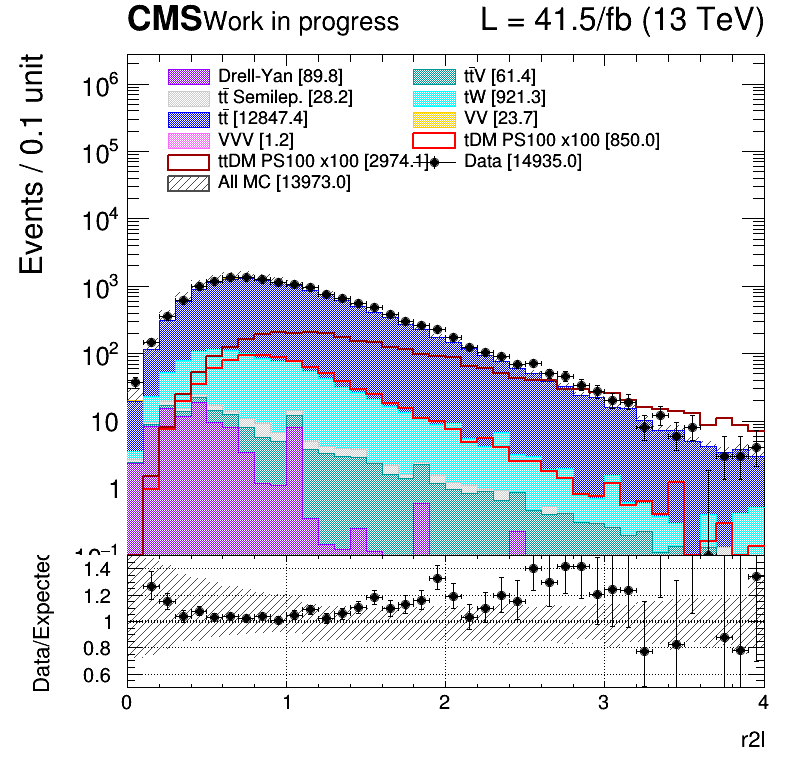 CMS Work in progress L = 41.5/fb (13 TeV)
Drell-Yan [89.8] tt̄V [61.4]
tt̄ Semilep. [28.2] tW [921.3]
tt̄ [12847.4] VV [23.7]
VVV [1.2] tDM PS100 x100 [850.0]
ttDM PS100 x100 [2974.1] Data [14935.0]
All MC [13973.0]
Events / 0.1 unit
10⁶
10⁵
10⁴
10³
10²
10
1
10⁻¹
Data/Expected
1.4
1.2
1
0.8
0.6
0 1 2 3 4
r2l